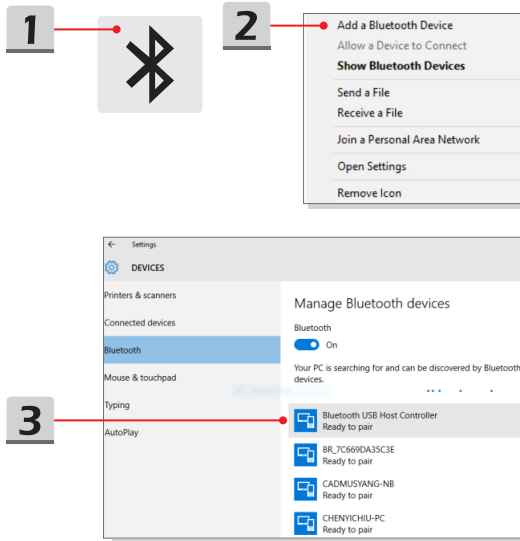 1
2
Add a Bluetooth Device
Allow a Device to Connect
Show Bluetooth Devices
Send a File
Receive a File
Join a Personal Area Network
Open Settings
Remove Icon
Settings
DEVICES
Printers & scanners
Connected devices
Bluetooth
Mouse & touchpad
Typing
AutoPlay
Manage Bluetooth devices
Bluetooth
On
Your PC is searching for and can be discovered by Bluetooth
devices.
3
Bluetooth USB Host Controller
Ready to pair
BR_7C669DA35C3E
Ready to pair
CADMUSYANG-NB
Ready to pair
CHENYICHIU-PC
Ready to pair